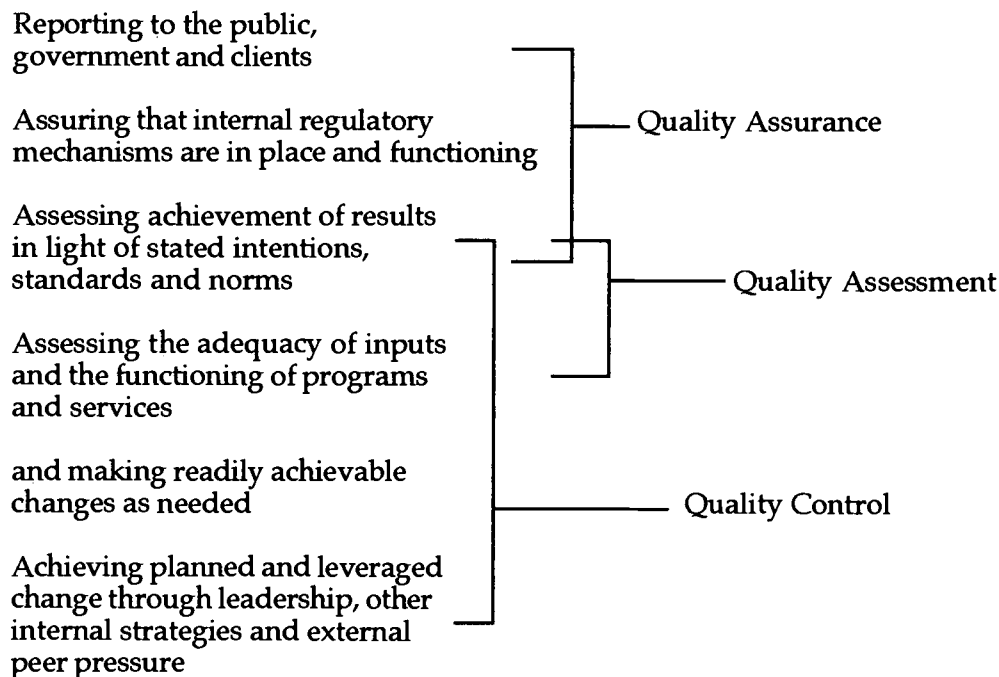 Reporting to the public,
government and clients
Assuring that internal regulatory
mechanisms are in place and functioning
Quality Assurance
Assessing achievement of results
in light of stated intentions,
standards and norms
Quality Assessment
Assessing the adequacy of inputs
and the functioning of programs
and services
and making readily achievable
changes as needed
Quality Control
Achieving planned and leveraged
change through leadership, other
internal strategies and external
peer pressure